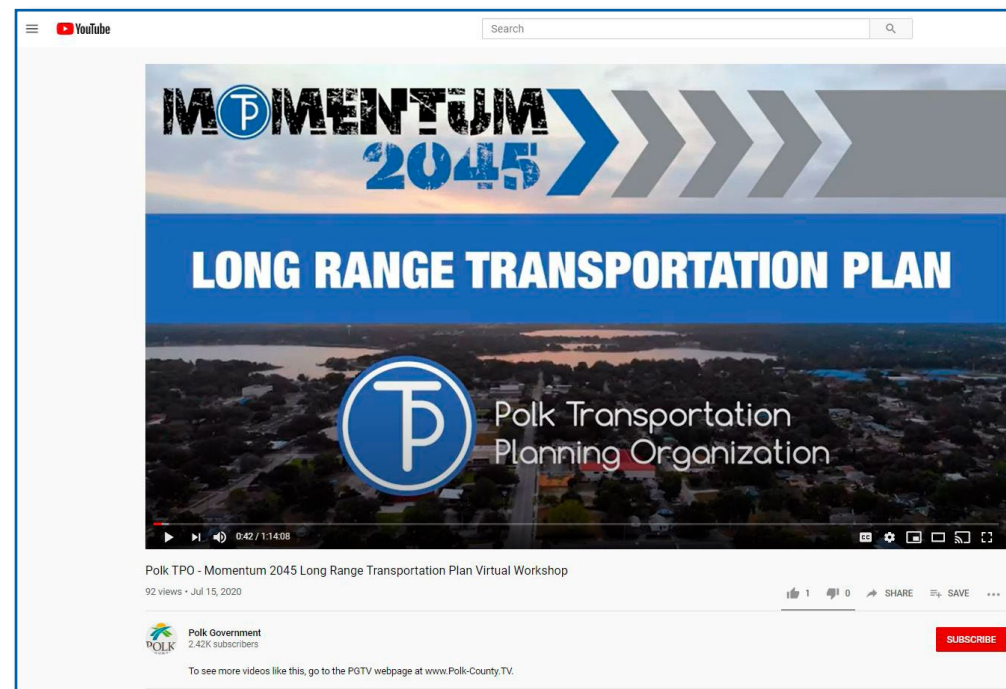 YouTube
Search
MOMENTUM
2045
LONG RANGE TRANSPORTATION PLAN
TP
Polk Transportation
Planning Organization
0:42 / 1:14:08
CC
Polk TPO - Momentum 2045 Long Range Transportation Plan Virtual Workshop
92 views • Jul 15, 2020
1 0 SHARE SAVE
POLK
Polk Government
2.42K subscribers
SUBSCRIBE
To see more videos like this, go to the PGTV webpage at www.Polk-County.TV.